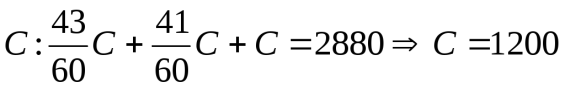 C : 43/60 C + 41/60 C + C = 2880 ⇒ C = 1200